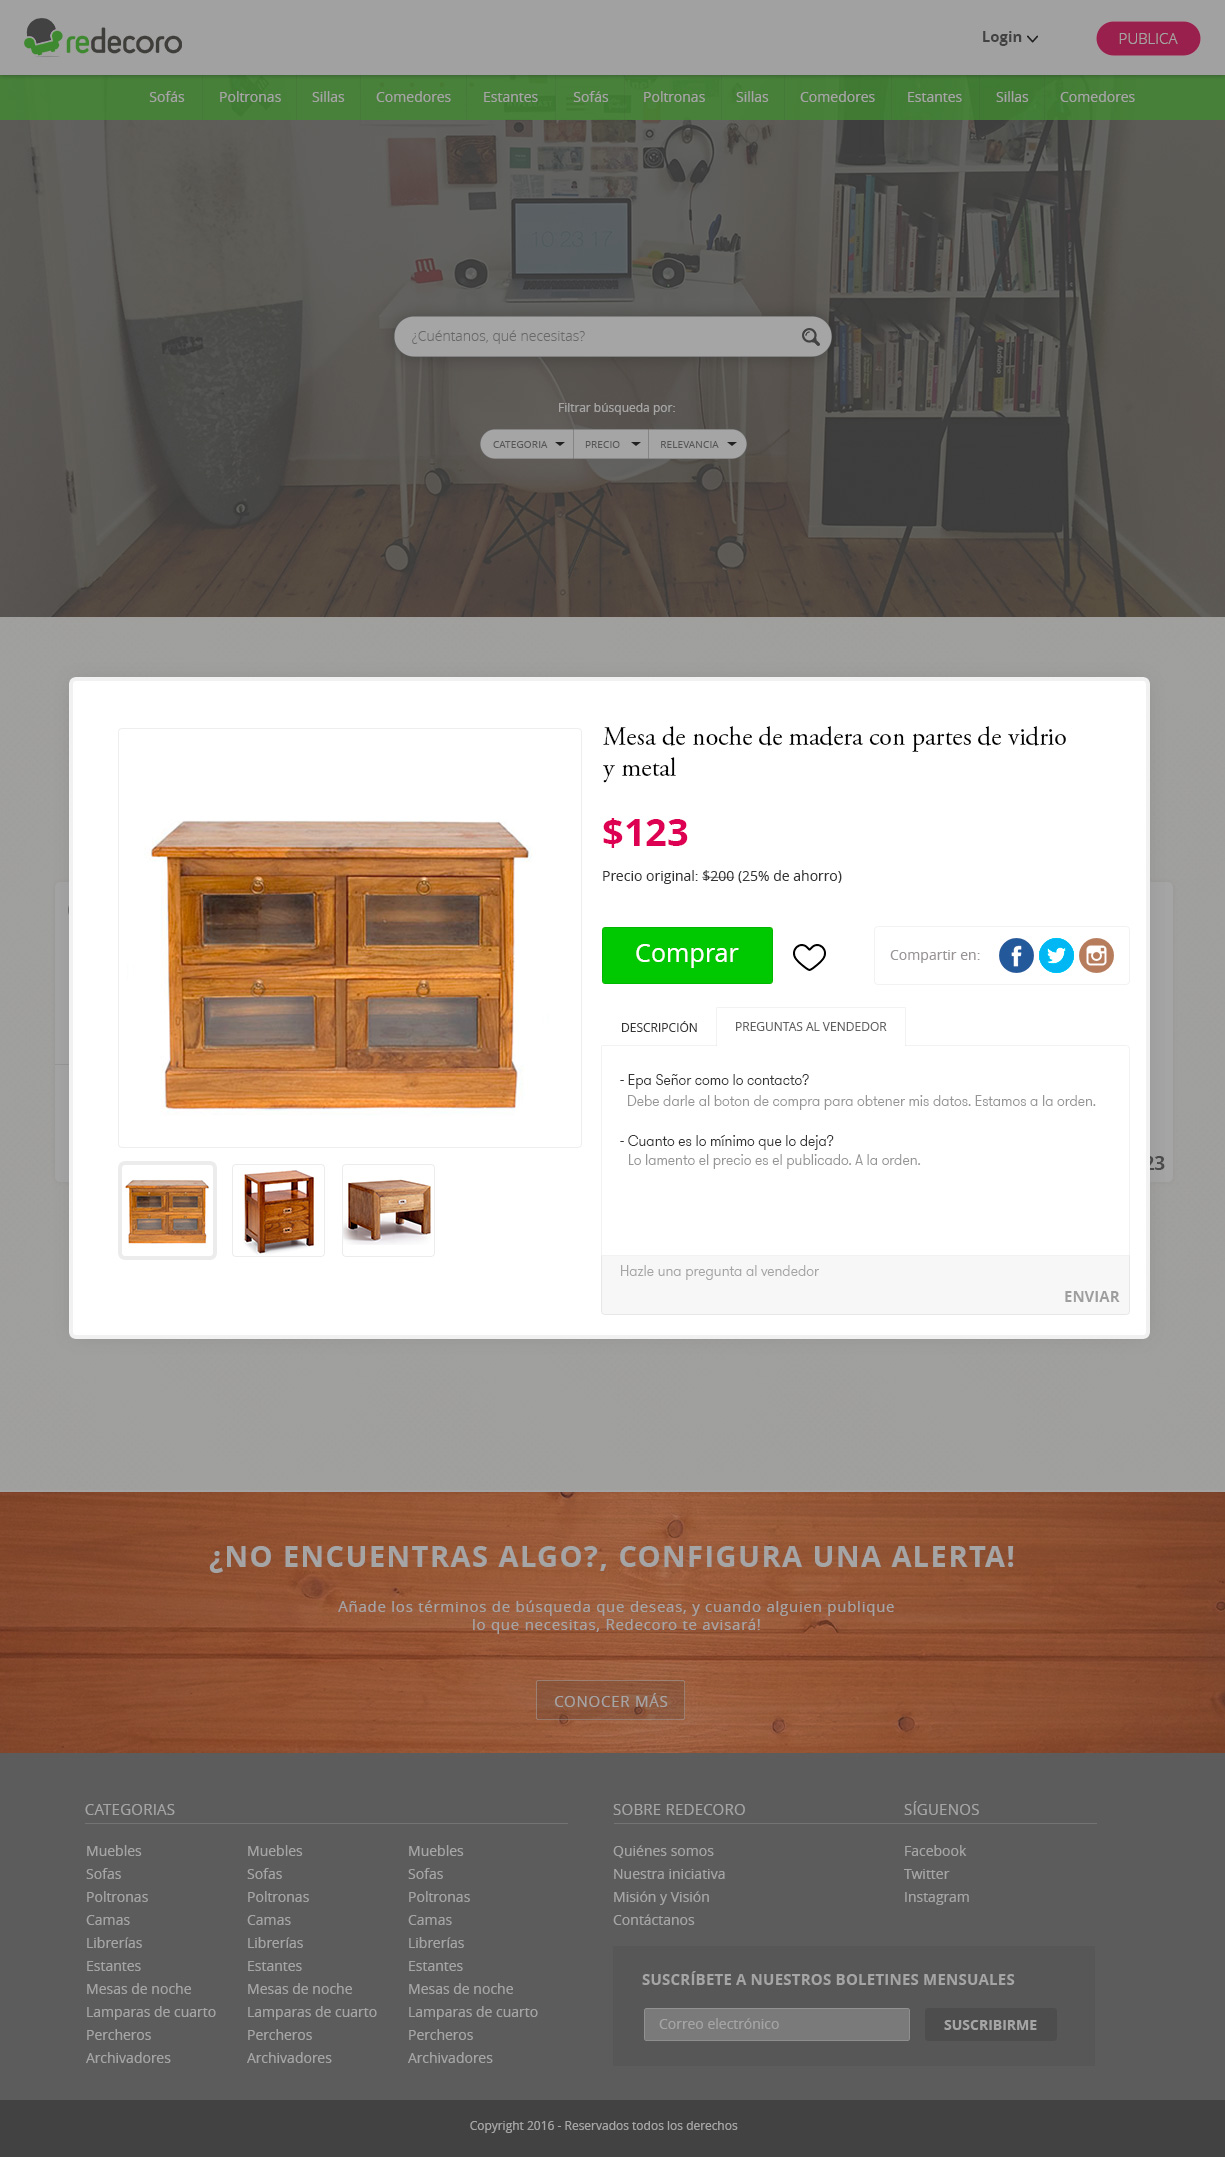 redecoro
Login
PUBLICA
Sofás Poltronas Sillas Comedores Estantes Sofás Poltronas Sillas Comedores Estantes Sillas Comedores
10:23 17
¿Cuéntanos, qué necesitas?
Filtrar búsqueda por:
CATEGORIA PRECIO RELEVANCIA
Mesa de noche de madera con partes de vidrio
y metal
$123
Precio original: $200 (25% de ahorro)
Comprar
Compartir en:
DESCRIPCIÓN PREGUNTAS AL VENDEDOR
- Epa Señor como lo contacto?
Debe darle al boton de compra para obtener mis datos. Estamos a la orden.
- Cuanto es lo mínimo que lo deja?
Lo lamento el precio es el publicado. A la orden.
23
Hazle una pregunta al vendedor
ENVIAR
¿NO ENCUENTRAS ALGO?, CONFIGURA UNA ALERTA!
Añade los términos de búsqueda que deseas, y cuando alguien publique
lo que necesitas, Redecoro te avisará!
CONOCER MÁS
CATEGORIAS
Muebles
Sofas
Poltronas
Camas
Librerías
Estantes
Mesas de noche
Lamparas de cuarto
Percheros
Archivadores
Muebles
Sofas
Poltronas
Camas
Librerías
Estantes
Mesas de noche
Lamparas de cuarto
Percheros
Archivadores
Muebles
Sofas
Poltronas
Camas
Librerías
Estantes
Mesas de noche
Lamparas de cuarto
Percheros
Archivadores
SOBRE REDECORO
Quiénes somos
Nuestra iniciativa
Misión y Visión
Contáctanos
SÍGUENOS
Facebook
Twitter
Instagram
SUSCRÍBETE A NUESTROS BOLETINES MENSUALES
Correo electrónico
SUSCRIBIRME
Copyright 2016 - Reservados todos los derechos